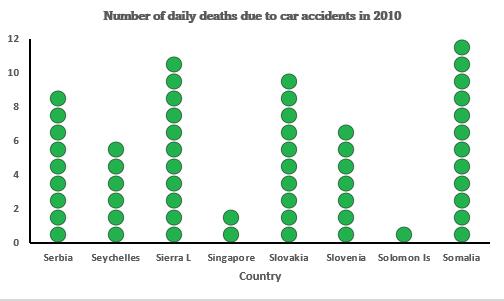 Number of daily deaths due to car accidents in 2010
12
10
8
6
4
2
0
Serbia Seychelles Sierra L Singapore Slovakia Slovenia Solomon Is Somalia
Country